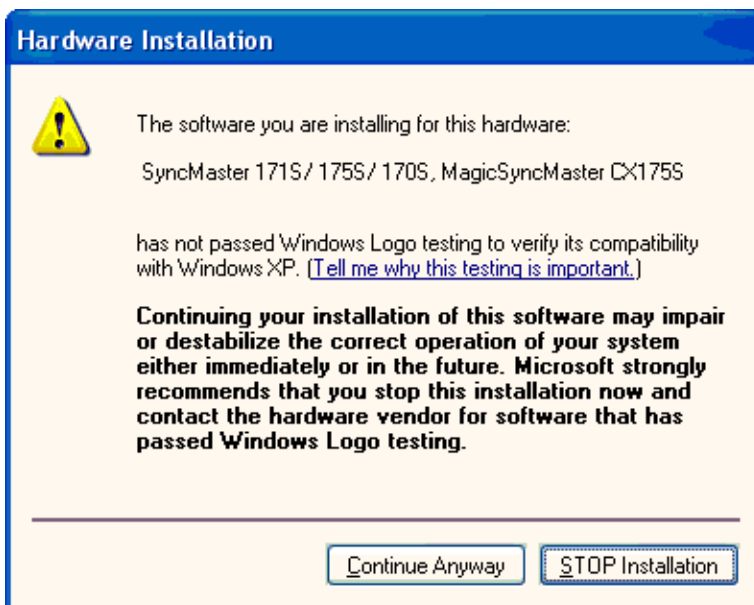 Hardware Installation
The software you are installing for this hardware:
SyncMaster 171S/ 175S/ 170S, MagicSyncMaster CX175S
has not passed Windows Logo testing to verify its compatibility
with Windows XP. (Tell me why this testing is important.)
Continuing your installation of this software may impair
or destabilize the correct operation of your system
either immediately or in the future. Microsoft strongly
recommends that you stop this installation now and
contact the hardware vendor for software that has
passed Windows Logo testing.
Continue Anyway STOP Installation